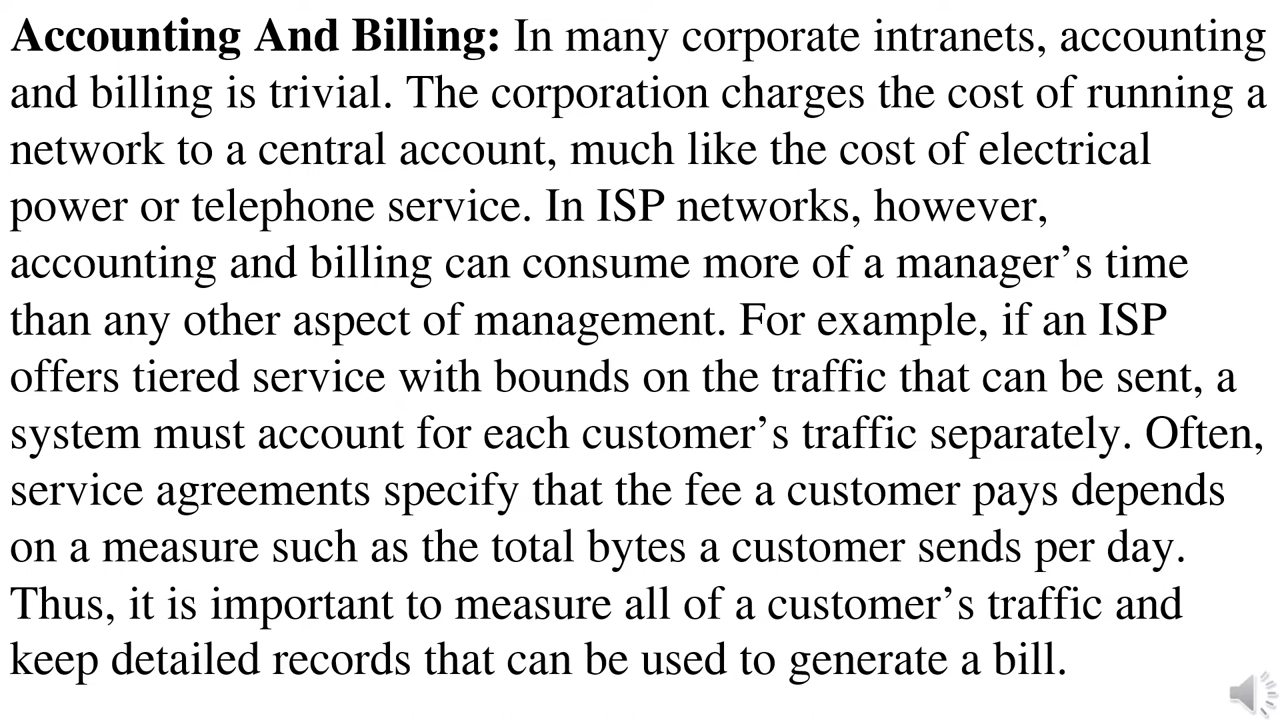 Accounting And Billing: In many corporate intranets, accounting
and billing is trivial. The corporation charges the cost of running a
network to a central account, much like the cost of electrical
power or telephone service. In ISP networks, however,
accounting and billing can consume more of a manager’s time
than any other aspect of management. For example, if an ISP
offers tiered service with bounds on the traffic that can be sent, a
system must account for each customer’s traffic separately. Often,
service agreements specify that the fee a customer pays depends
on a measure such as the total bytes a customer sends per day.
Thus, it is important to measure all of a customer’s traffic and
keep detailed records that can be used to generate a bill.